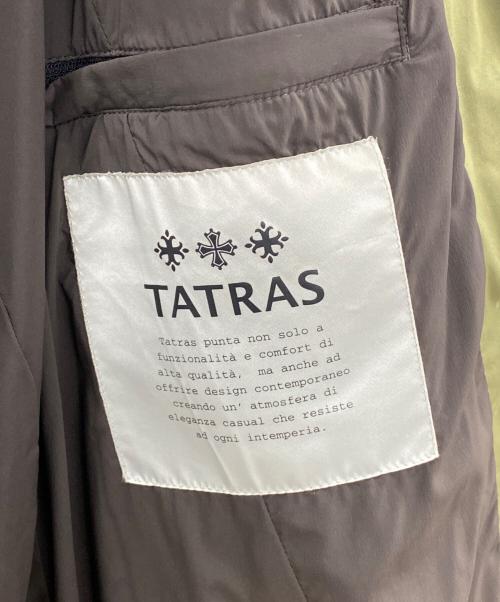 TATRAS
Tatras punta non solo a
funzionalità e comfort di
alta qualità, ma anche ad
offrire design contemporaneo
creando un' atmosfera di
eleganza casual che resiste
ad ogni intemperia.